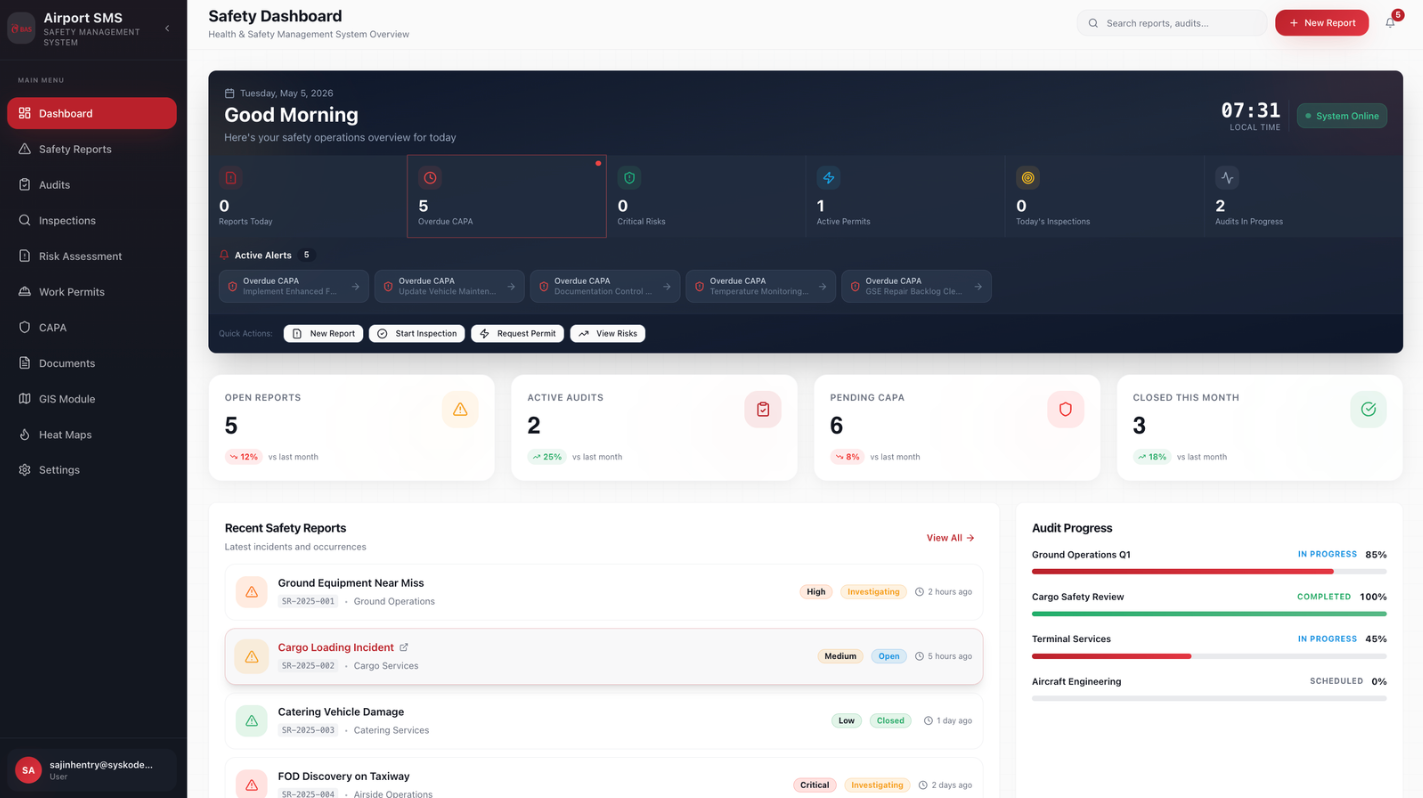 Airport SMS
SAFETY MANAGEMENT
SYSTEM
MAIN MENU
Dashboard
Safety Reports
Audits
Inspections
Risk Assessment
Work Permits
CAPA
Documents
GIS Module
Heat Maps
Settings
SA
sajinhentry@syskode...
User
Safety Dashboard
Health & Safety Management System Overview
Search reports, audits...
New Report
5
Tuesday, May 5, 2026
Good Morning
Here's your safety operations overview for today
07:31
LOCAL TIME
System Online
0
Reports Today
5
Overdue CAPA
0
Critical Risks
1
Active Permits
0
Today's Inspections
2
Audits In Progress
Active Alerts 5
Overdue CAPA
Implement Enhanced F...
Overdue CAPA
Update Vehicle Mainten...
Overdue CAPA
Documentation Control ...
Overdue CAPA
Temperature Monitoring...
Overdue CAPA
GSE Repair Backlog Cle...
Quick Actions: New Report Start Inspection Request Permit View Risks
OPEN REPORTS
5
12% vs last month
ACTIVE AUDITS
2
25% vs last month
PENDING CAPA
6
8% vs last month
CLOSED THIS MONTH
3
18% vs last month
Recent Safety Reports
Latest incidents and occurrences
View All
Ground Equipment Near Miss
SR-2025-001 • Ground Operations
High Investigating 2 hours ago
Cargo Loading Incident
SR-2025-002 • Cargo Services
Medium Open 5 hours ago
Catering Vehicle Damage
SR-2025-003 • Catering Services
Low Closed 1 day ago
FOD Discovery on Taxiway
SR-2025-004 • Airside Operations
Critical Investigating 2 days ago
Audit Progress
Ground Operations Q1 IN PROGRESS 85%
Cargo Safety Review COMPLETED 100%
Terminal Services IN PROGRESS 45%
Aircraft Engineering SCHEDULED 0%